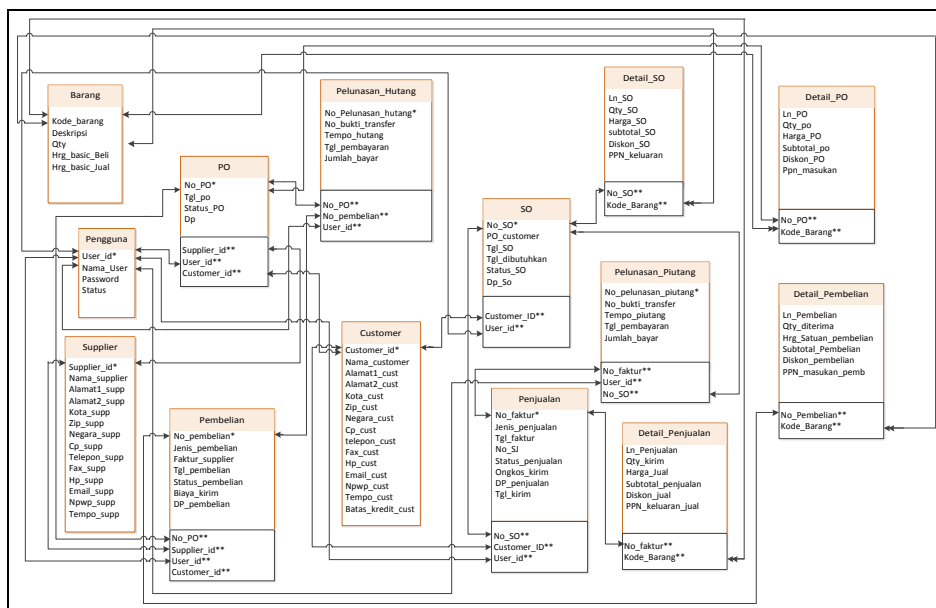 Barang
Kode_barang
Deskripsi
Qty
Hrg_basic_Beli
Hrg_basic_Jual
PO
No_PO*
Tgl_po
Status_PO
Dp
Supplier_id**
User_id**
Customer_id**
Pelunasan_Hutang
No_Pelunasan_hutang*
No_bukti_transfer
Tempo_hutang
Tgl_pembayaran
Jumlah_bayar
No_PO**
No_pembelian**
User_id**
Detail_SO
Ln_SO
Qty_SO
Harga_SO
subtotal_SO
Diskon_SO
PPN_keluaran
No_SO**
Kode_Barang**
Detail_PO
Ln_PO
Qty_po
Harga_PO
Subtotal_po
Diskon_PO
Ppn_masukan
No_PO**
Kode_Barang**
SO
No_SO*
PO_customer
Tgl_SO
Tgl_dibutuhkan
Status_SO
Dp_So
Customer_ID**
User_id**
Pengguna
User_id*
Nama_User
Password
Status
Pelunasan_Piutang
No_pelunasan_piutang*
No_bukti_transfer
Tempo_piutang
Tgl_pembayaran
Jumlah_bayar
No_faktur**
User_id**
No_SO**
Detail_Pembelian
Ln_Pembelian
Qty_diterima
Hrg_Satuan_Pembelian
Subtotal_Pembelian
Diskon_pembelian
PPN_masukan_pemb
No_Pembelian**
Kode_Barang**
Supplier
Supplier_id*
Nama_supplier
Alamat1_supp
Alamat2_supp
Kota_supp
Zip_supp
Negara_supp
Cp_supp
Telepon_supp
Fax_supp
Hp_supp
Email_supp
Npwp_supp
Tempo_supp
Customer
Customer_id*
Nama_customer
Alamat1_cust
Alamat2_cust
Kota_cust
Zip_cust
Negara_cust
Cp_cust
telepon_cust
Fax_cust
Hp_cust
Email_cust
Npwp_cust
Tempo_cust
Batas_kredit_cust
Pembelian
No_pembelian*
Jenis_pembelian
Faktur_supplier
Tgl_pembelian
Status_pembelian
Biaya_kirim
DP_pembelian
No_PO**
Supplier_id**
User_id**
Customer_id**
Penjualan
No_faktur*
Jenis_penjualan
Tgl_faktur
No_SJ
Status_penjualan
Ongkos_kirim
DP_penjualan
Tgl_kirim
No_SO**
Customer_ID**
User_id**
Detail_Penjualan
Ln_Penjualan
Qty_kirim
Harga_Jual
Subtotal_penjualan
Diskon_jual
PPN_keluaran_jual
No_faktur**
Kode_Barang**